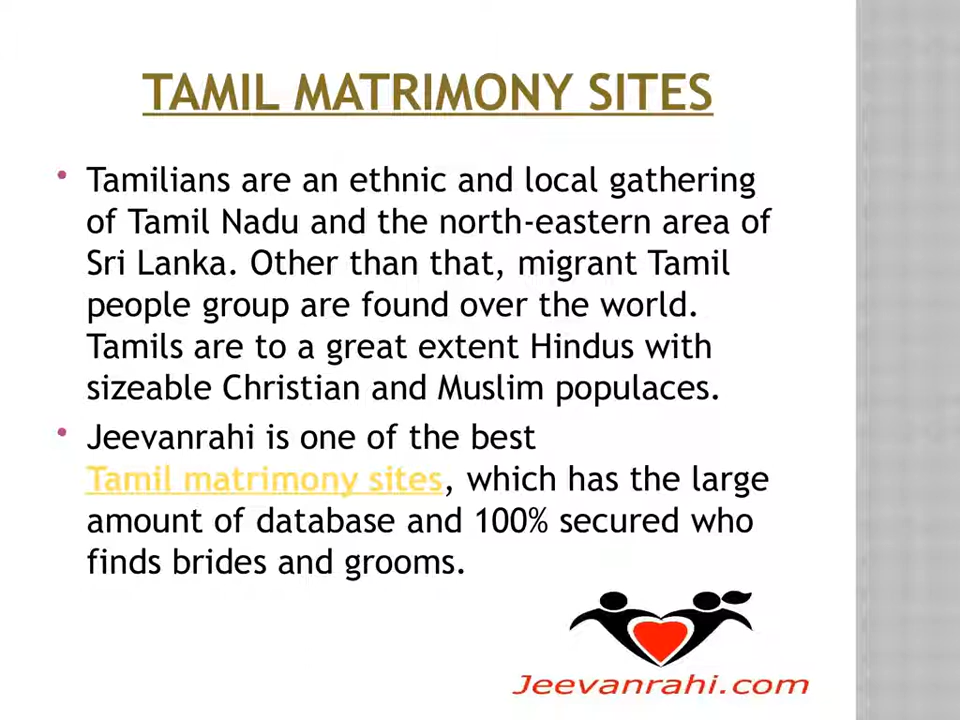 TAMIL MATRIMONY SITES
• Tamilians are an ethnic and local gathering
of Tamil Nadu and the north-eastern area of
Sri Lanka. Other than that, migrant Tamil
people group are found over the world.
Tamils are to a great extent Hindus with
sizeable Christian and Muslim populaces.
• Jeevanrahi is one of the best
Tamil matrimony sites, which has the large
amount of database and 100% secured who
finds brides and grooms.
Jeevanrahi.com